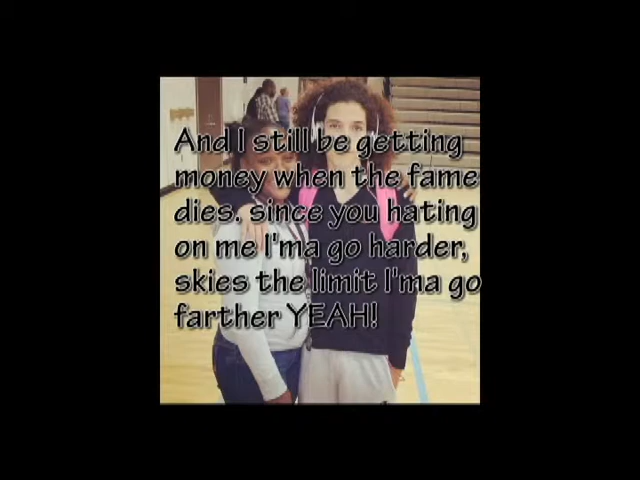 And I still be getting
money when the fame
dies. since you hating
on me I'ma go harder,
skies the limit I'ma go
farther YEAH!